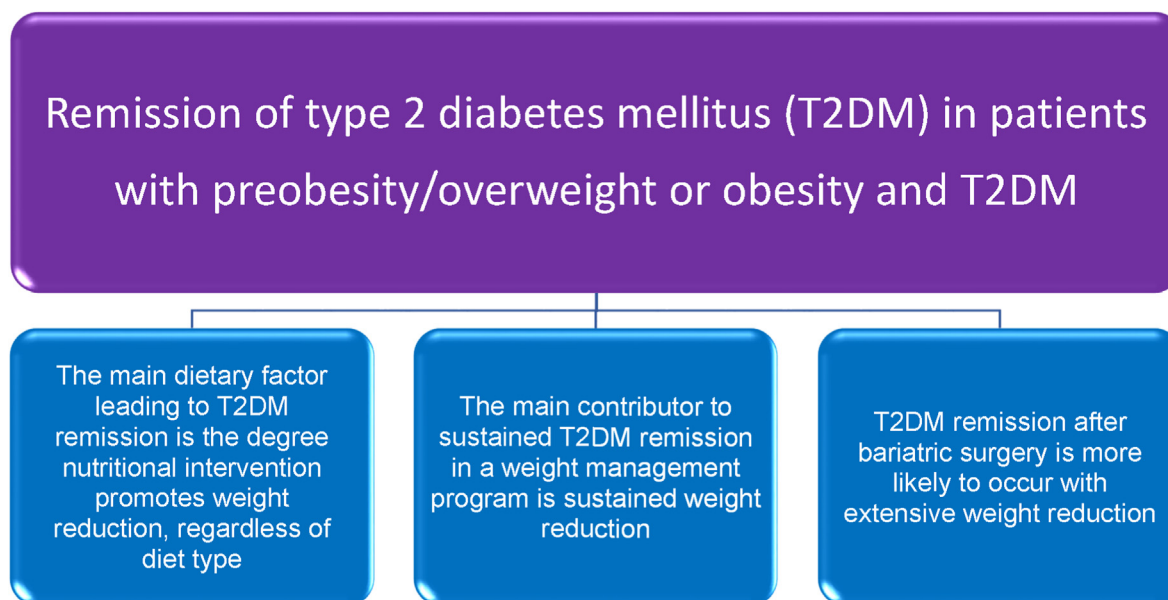 Remission of type 2 diabetes mellitus (T2DM) in patients
with preobesity/overweight or obesity and T2DM
The main dietary factor
leading to T2DM
remission is the degree
nutritional intervention
promotes weight
reduction, regardless of
diet type
The main contributor to
sustained T2DM remission
in a weight management
program is sustained weight
reduction
T2DM remission after
bariatric surgery is more
likely to occur with
extensive weight reduction